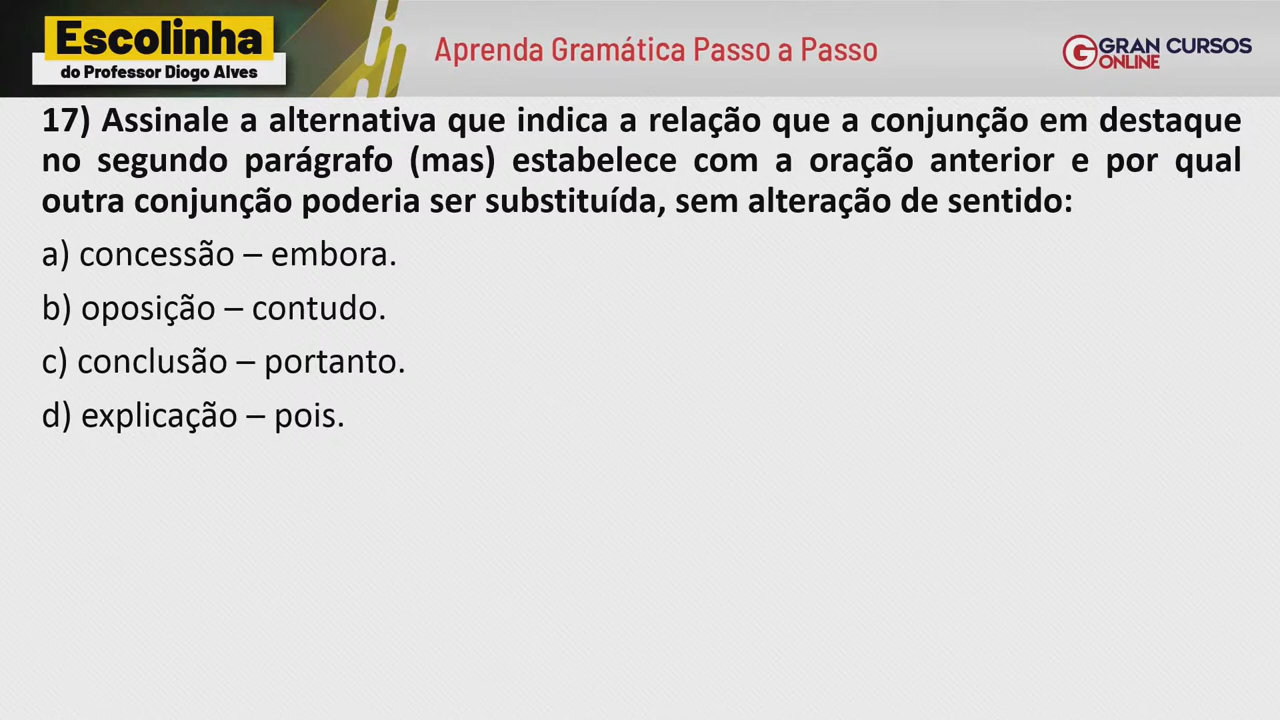 Escolinha
do Professor Diogo Alves
Aprenda Gramática Passo a Passo
G GRAN CURSOS
ONLINE
17) Assinale a alternativa que indica a relação que a conjunção em destaque
no segundo parágrafo (mas) estabelece com a oração anterior e por qual
outra conjunção poderia ser substituída, sem alteração de sentido:
a) concessão – embora.
b) oposição – contudo.
c) conclusão – portanto.
d) explicação – pois.